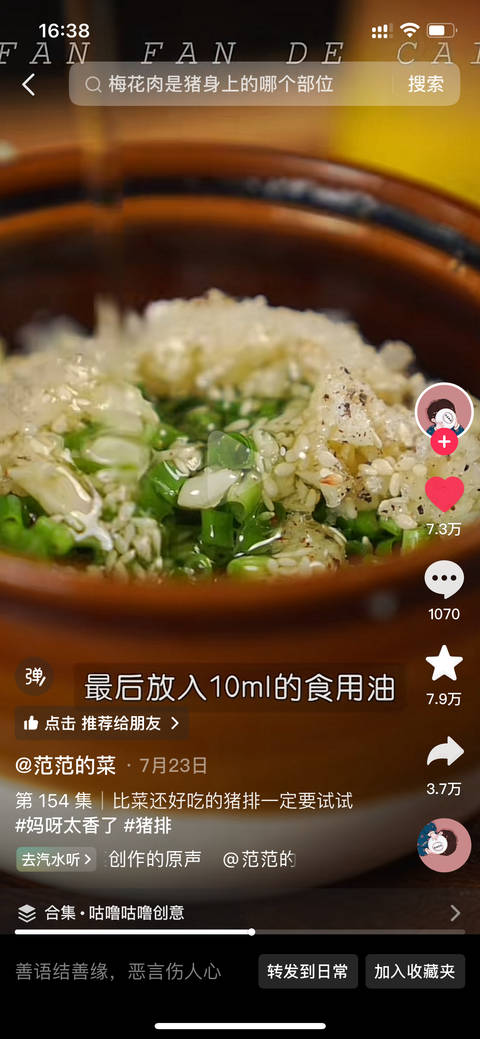 16:38
FAN FAN DE CAI
梅花肉是猪身上的哪个部位
搜索
7.3万
1070
弹
最后放入10ml的食用油
7.9万
点击 推荐给朋友 >
@范范的菜 · 7月23日
3.7万
第 154 集｜比菜还好吃的猪排一定要试试
#妈呀太香了 #猪排
去汽水听 > 创作的原声 @范范的
合集 • 咕噜咕噜创意
善语结善缘，恶言伤人心
转发到日常
加入收藏夹